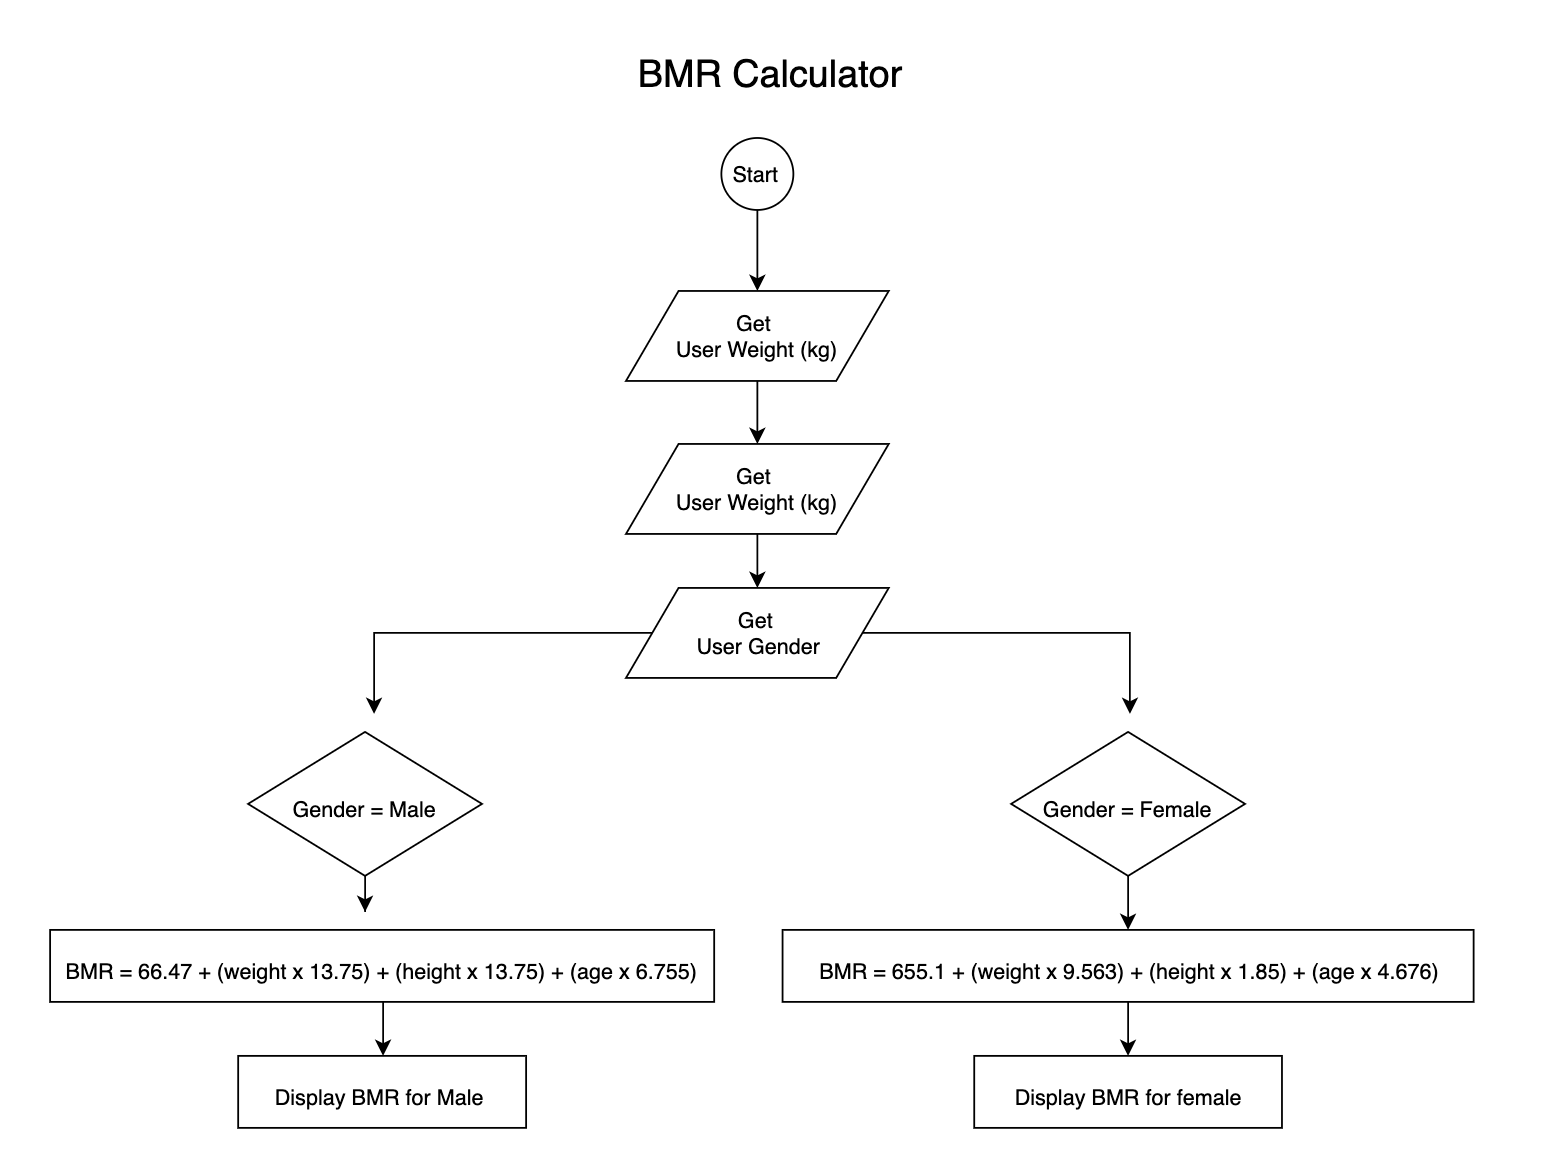 BMR Calculator
Start
Get
User Weight (kg)
Get
User Weight (kg)
Get
User Gender
Gender = Male
Gender = Female
BMR = 66.47 + (weight x 13.75) + (height x 13.75) + (age x 6.755)
BMR = 655.1 + (weight x 9.563) + (height x 1.85) + (age x 4.676)
Display BMR for Male
Display BMR for female